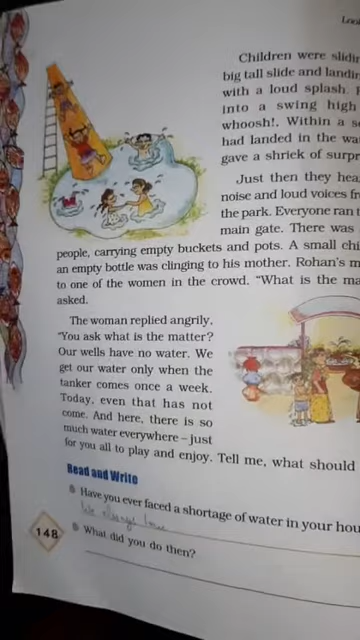 Loo
Children were slidin
big tall slide and landin
with a loud splash.
into a swing high
whoosh!. Within a s
had landed in the wa
gave a shriek of surpr
Just then they hea
noise and loud voices fr
the park. Everyone ran
main gate. There was
people, carrying empty buckets and pots. A small chi
an empty bottle was clinging to his mother. Rohan's m
to one of the women in the crowd. "What is the ma
asked.
The woman replied angrily,
"You ask what is the matter?
Our wells have no water. We
get our water only when the
tanker comes once a week.
Today, even that has not
come. And here, there is so
much water everywhere – just
for you all to play and enjoy. Tell me, what should
Read and Write
Have you ever faced a shortage of water in your hou
We always have
What did you do then?
148